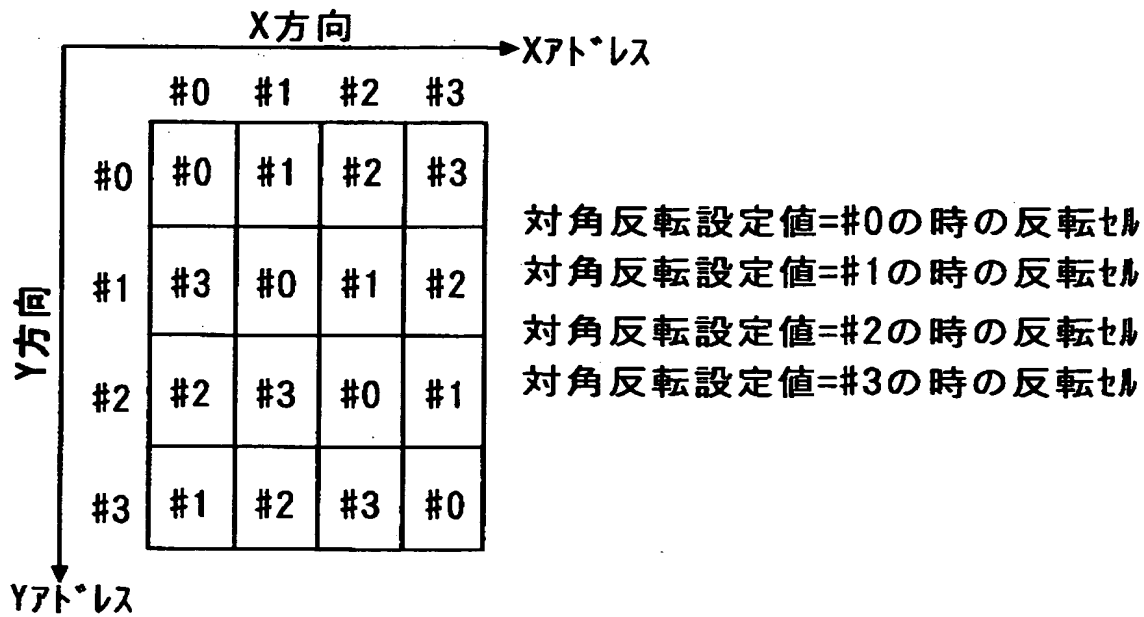 X方向
Xアドレス
#0 #1 #2 #3
#0 #0 #1 #2 #3
#1 #3 #0 #1 #2
#2 #2 #3 #0 #1
#3 #1 #2 #3 #0
Y方向
Yアドレス
対角反転設定値=#0の時の反転セル
対角反転設定値=#1の時の反転セル
対角反転設定値=#2の時の反転セル
対角反転設定値=#3の時の反転セル